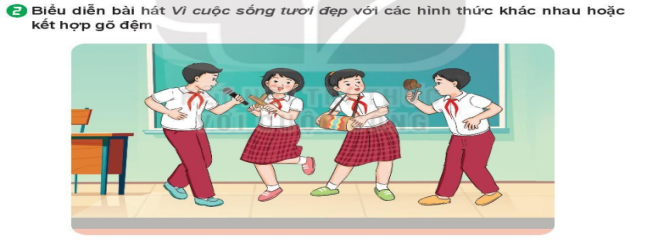 2 Biểu diễn bài hát Vì cuộc sống tươi đẹp với các hình thức khác nhau hoặc
kết hợp gõ đệm